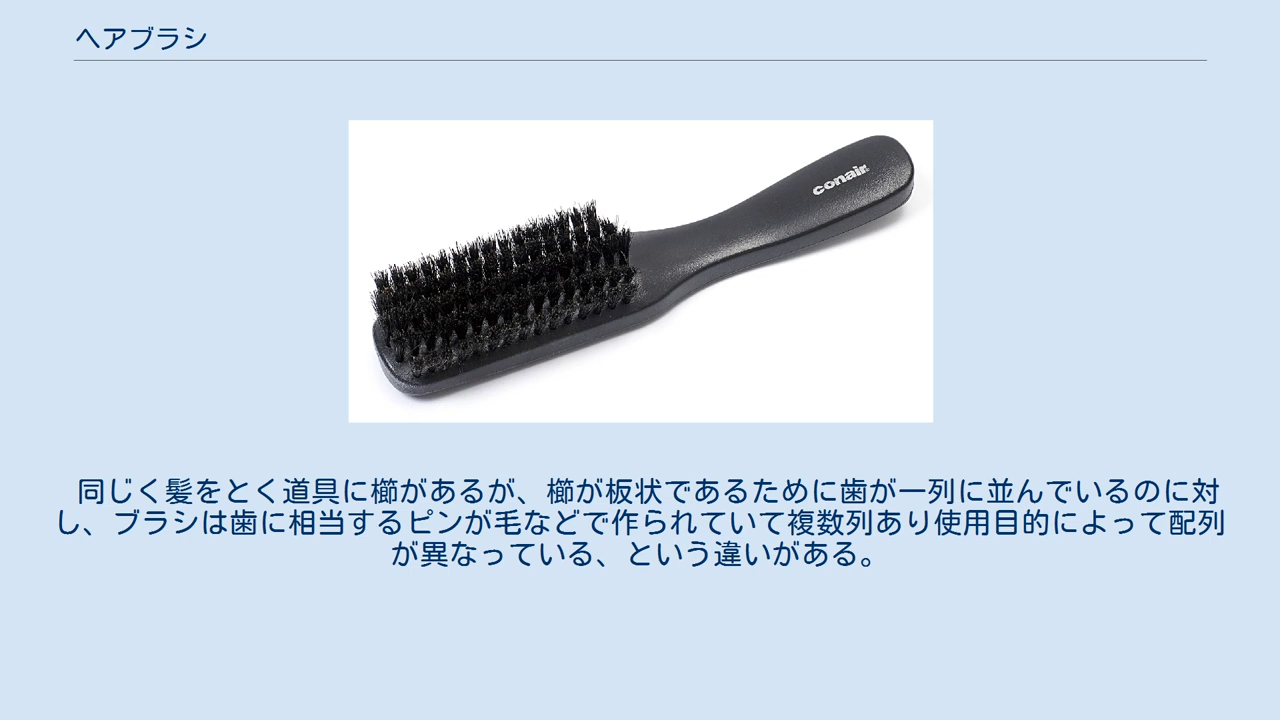 ヘアブラシ
conair
同じく髪をとく道具に櫛があるが、櫛が板状であるために歯が一列に並んでいるのに対
し、ブラシは歯に相当するピンが毛などで作られていて複数列あり使用目的によって配列
が異なっている、という違いがある。